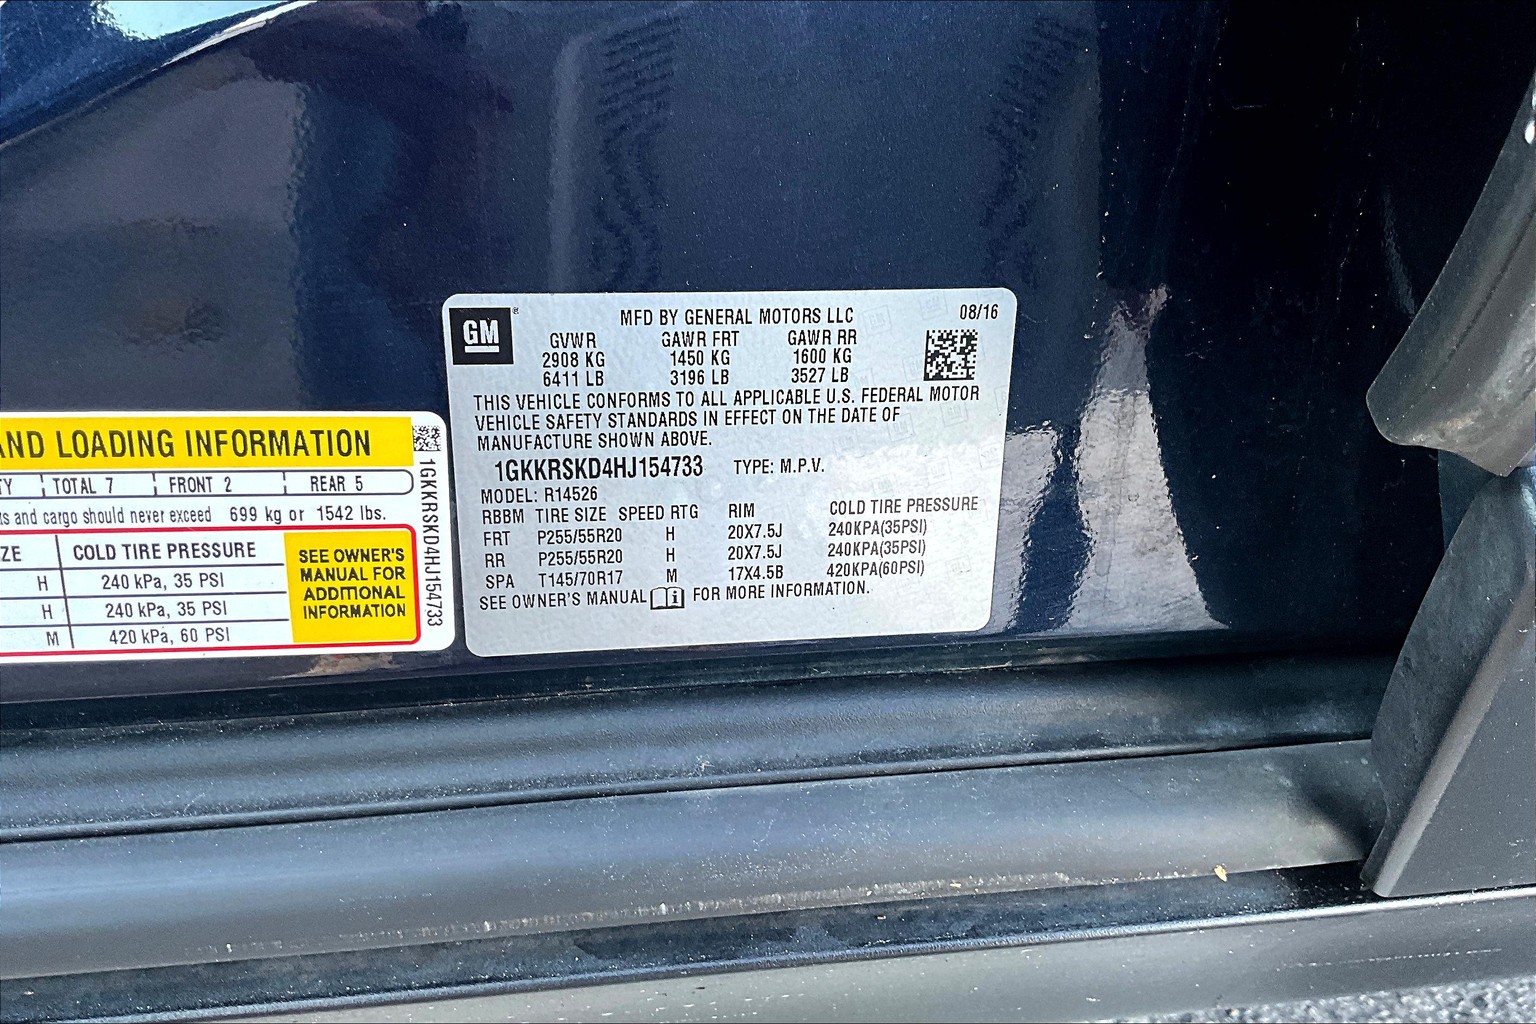 GM
MFD BY GENERAL MOTORS LLC 08/16
GVWR GAWR FRT GAWR RR
2908 KG 1450 KG 1600 KG
6411 LB 3196 LB 3527 LB
THIS VEHICLE CONFORMS TO ALL APPLICABLE U.S. FEDERAL MOTOR
VEHICLE SAFETY STANDARDS IN EFFECT ON THE DATE OF
MANUFACTURE SHOWN ABOVE.
1GKKRSKD4HJ154733 TYPE: M.P.V.
MODEL: R14526
RBBM TIRE SIZE SPEED RTG RIM COLD TIRE PRESSURE
FRT P255/55R20 H 20X7.5J 240KPA(35PSI)
RR P255/55R20 H 20X7.5J 240KPA(35PSI)
SPA T145/70R17 M 17X4.5B 420KPA(60PSI)
SEE OWNER'S MANUAL FOR MORE INFORMATION.
AND LOADING INFORMATION
TY TOTAL 7 FRONT 2 REAR 5
ts and cargo should never exceed 699 kg or 1542 lbs.
ZE COLD TIRE PRESSURE
H 240 kPa, 35 PSI
H 240 kPa, 35 PSI
M 420 kPa, 60 PSI
SEE OWNER'S
MANUAL FOR
ADDITIONAL
INFORMATION
1GKKRSKD4HJ154733